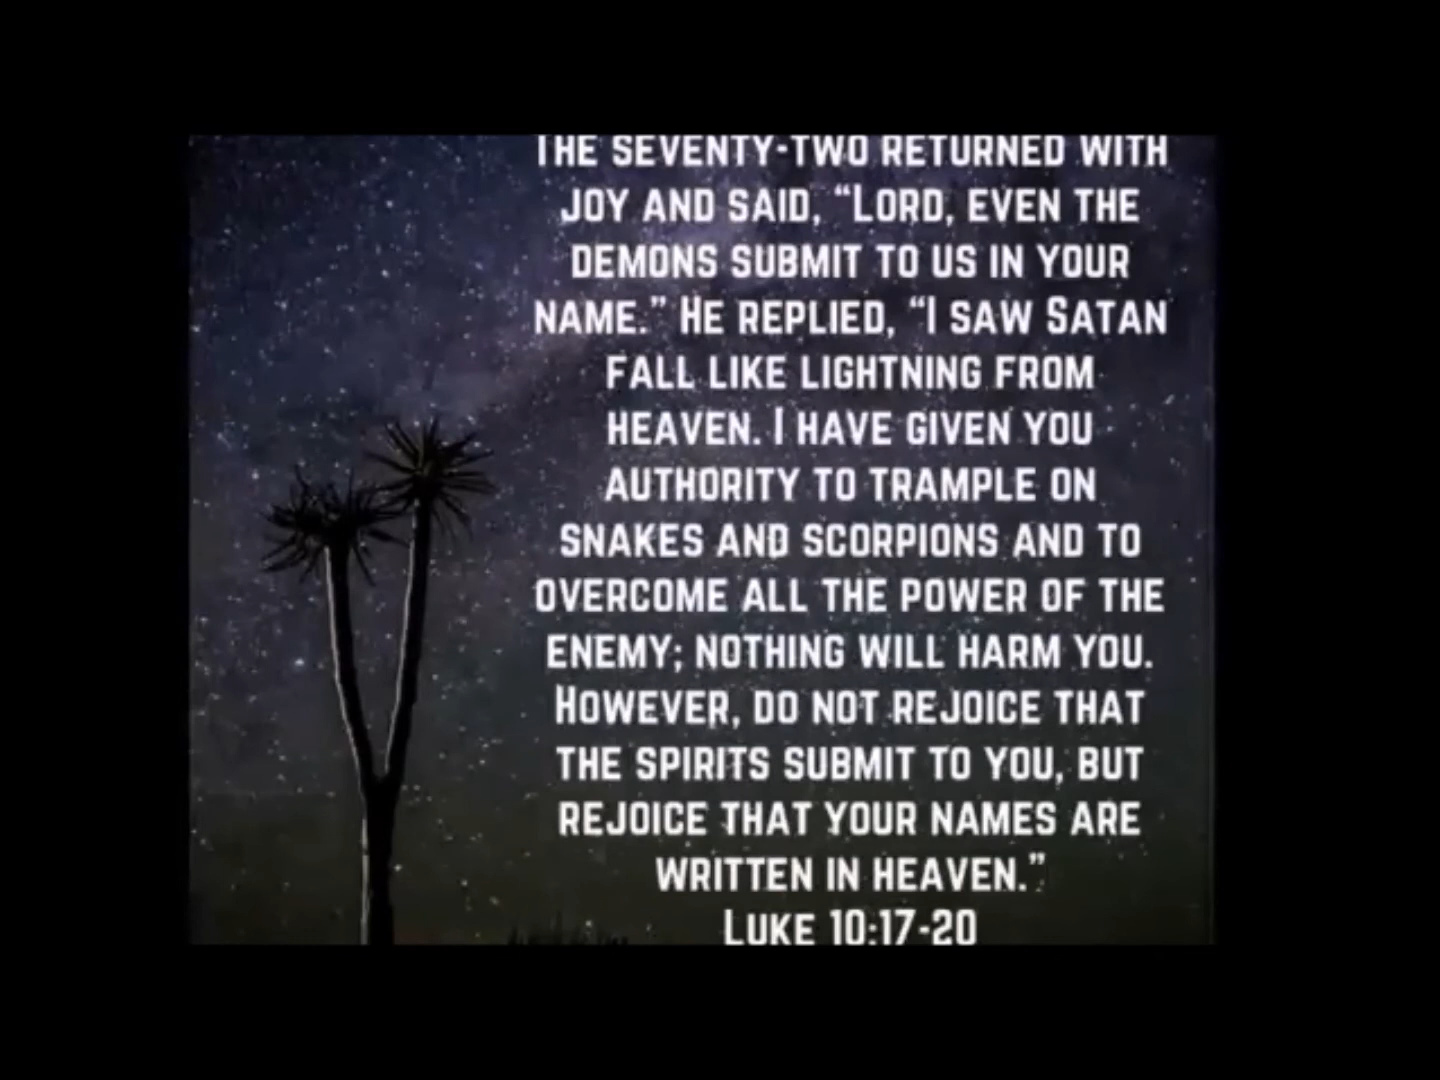 The seventy-two returned with
joy and said, “Lord, even the
demons submit to us in your
name.” He replied, “I saw Satan
fall like lightning from
heaven. I have given you
authority to trample on
snakes and scorpions and to
overcome all the power of the
enemy; nothing will harm you.
However, do not rejoice that
the spirits submit to you, but
rejoice that your names are
written in heaven.”
Luke 10:17-20